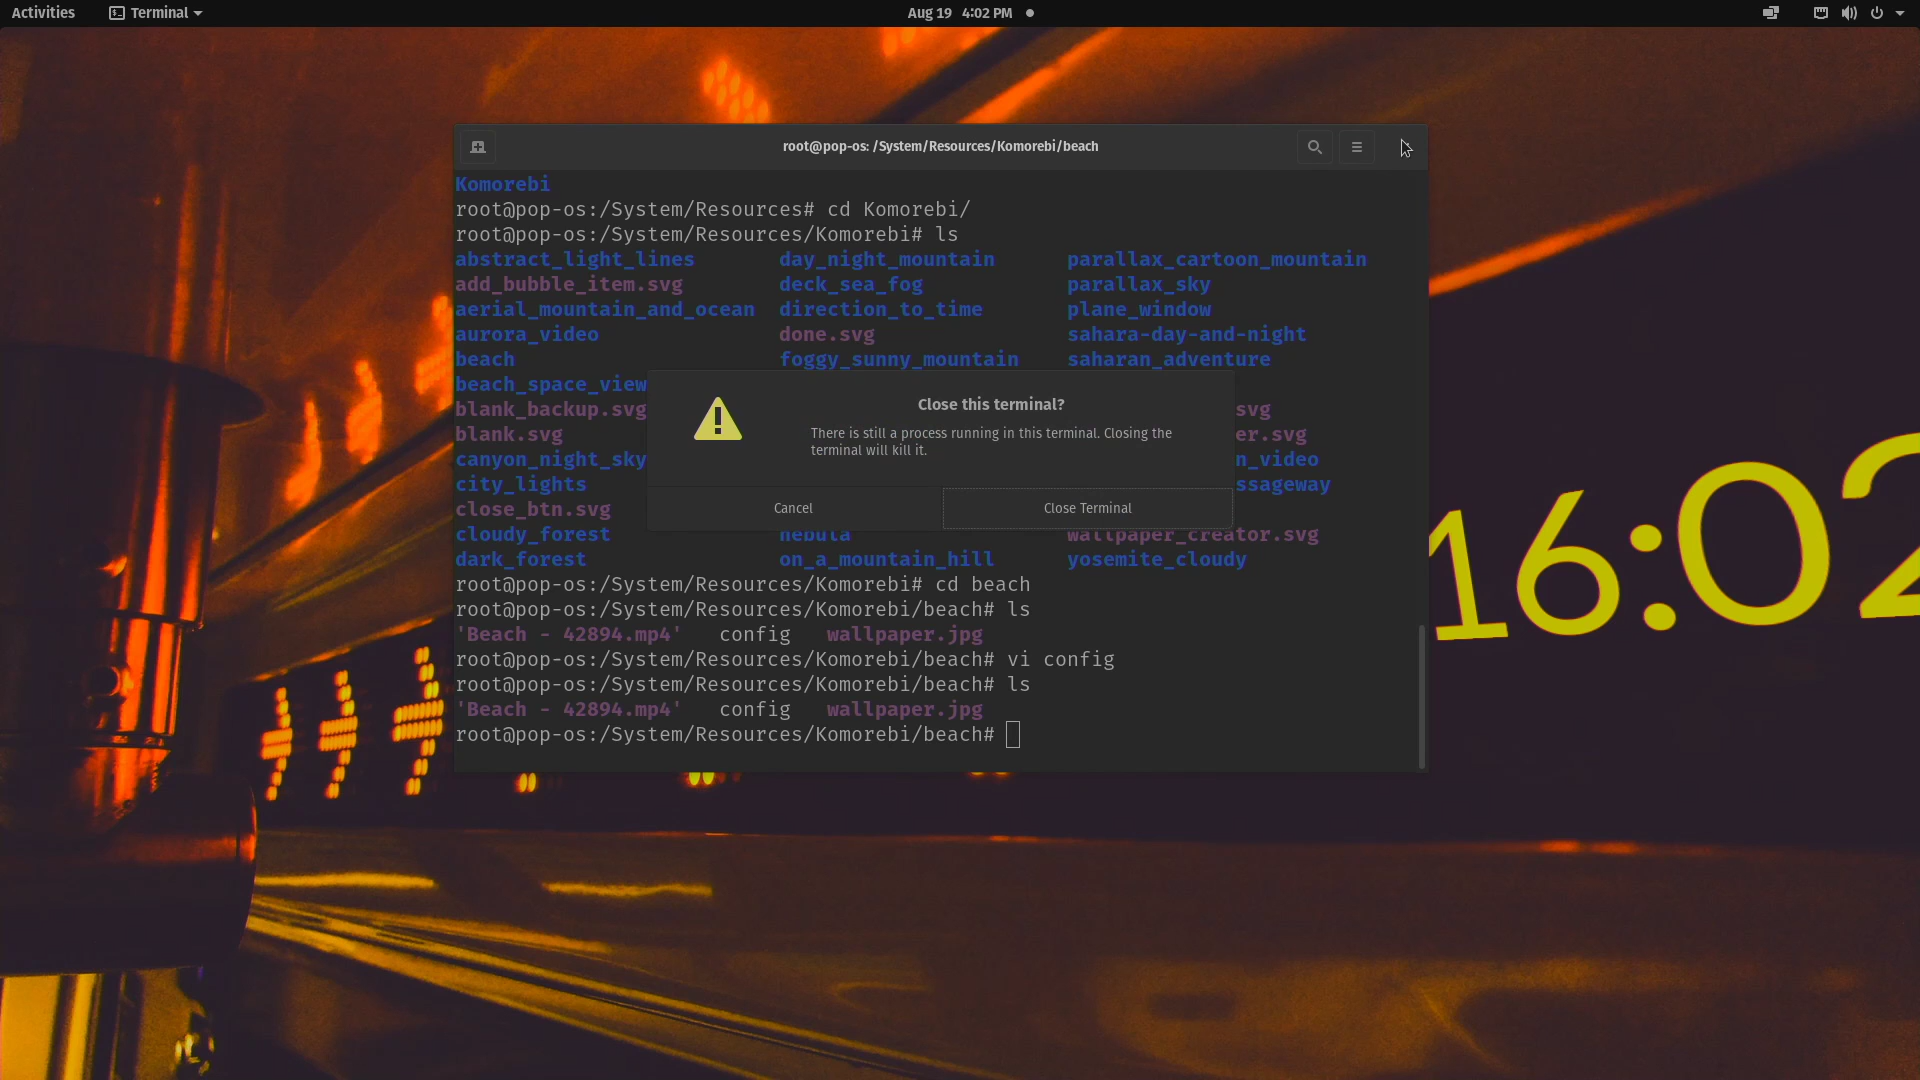 Activities Terminal Aug 19 4:02 PM
root@pop-os: /System/Resources/Komorebi/beach
Komorebi
root@pop-os:/System/Resources# cd Komorebi/
root@pop-os:/System/Resources/Komorebi# ls
abstract_light_lines day_night_mountain parallax_cartoon_mountain
add_bubble_item.svg deck_sea_fog parallax_sky
aerial_mountain_and_ocean direction_to_time plane_window
aurora_video done.svg sahara-day-and-night
beach foggy_sunny_mountain saharan_adventure
beach_space_view
blank_backup.svg svg
blank.svg er.svg
canyon_night_sky n_video
city_lights ssageway
close_btn.svg
cloudy_forest nebula wallpaper_creator.svg
dark_forest on_a_mountain_hill yosemite_cloudy
root@pop-os:/System/Resources/Komorebi# cd beach
root@pop-os:/System/Resources/Komorebi/beach# ls
'Beach - 42894.mp4' config wallpaper.jpg
root@pop-os:/System/Resources/Komorebi/beach# vi config
root@pop-os:/System/Resources/Komorebi/beach# ls
'Beach - 42894.mp4' config wallpaper.jpg
root@pop-os:/System/Resources/Komorebi/beach#
Close this terminal?
There is still a process running in this terminal. Closing the
terminal will kill it.
Cancel Close Terminal
16:02